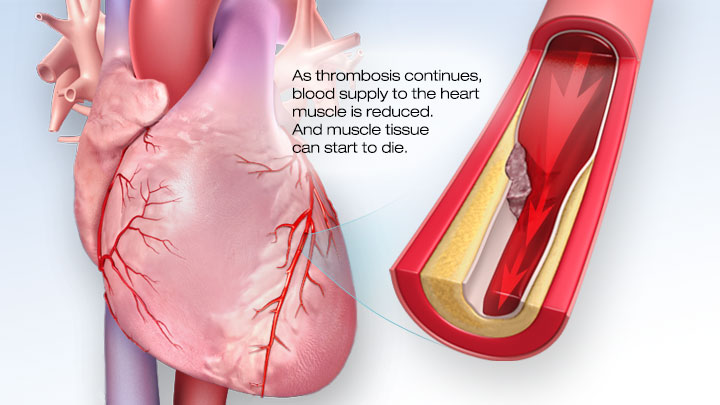 As thrombosis continues,
blood supply to the heart
muscle is reduced.
And muscle tissue
can start to die.